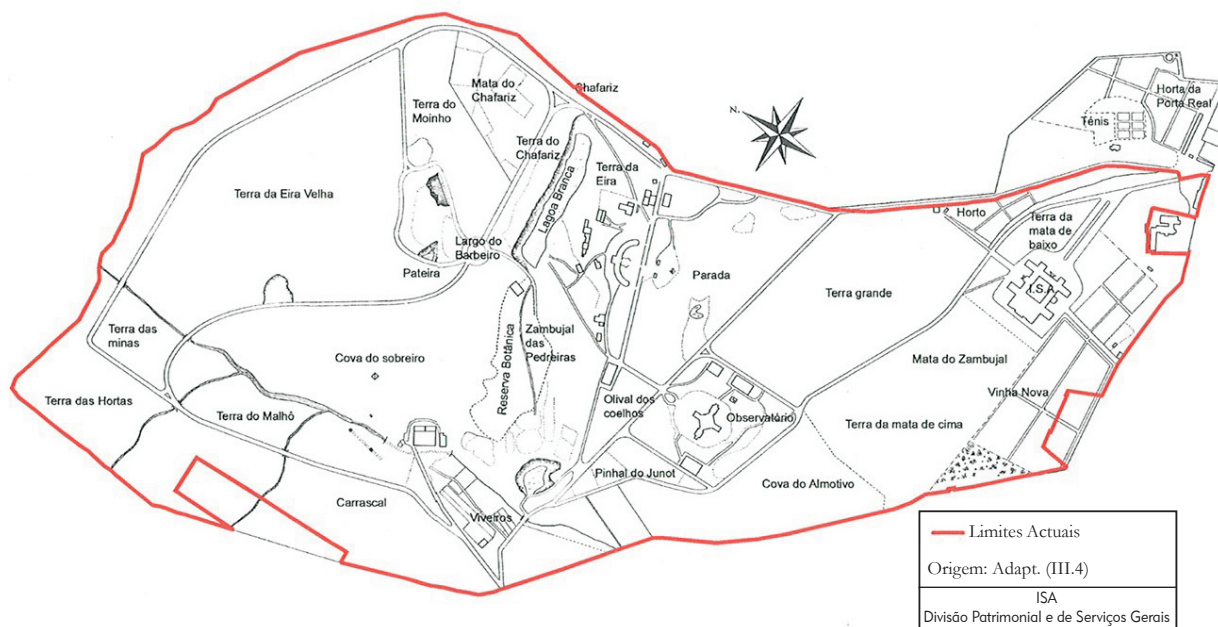 Mata do
Chafariz
Chafariz
Terra do
Moinho
Terra do
Chafariz
Lagoa Branca
Terra da
Eira
N.
Horta da
Porta Real
Ténis
Terra da Eira Velha
Largo do
Barbeiro
Pateira
Parada
Horto
Terra da
mata de
baixo
I.S.A.
Terra grande
Terra das
minas
Cova do sobreiro
Reserva Botânica
Zambujal
das
Pedreiras
Mata do Zambujal
Vinha Nova
Terra das Hortas
Terra do Malhô
Olival dos
coelhos
Observatório
Terra da mata de cima
Pinhal do Junot
Cova do Almotivo
Carrascal
Viveiros
Limites Actuais
Origem: Adapt. (III.4)
ISA
Divisão Patrimonial e de Serviços Gerais